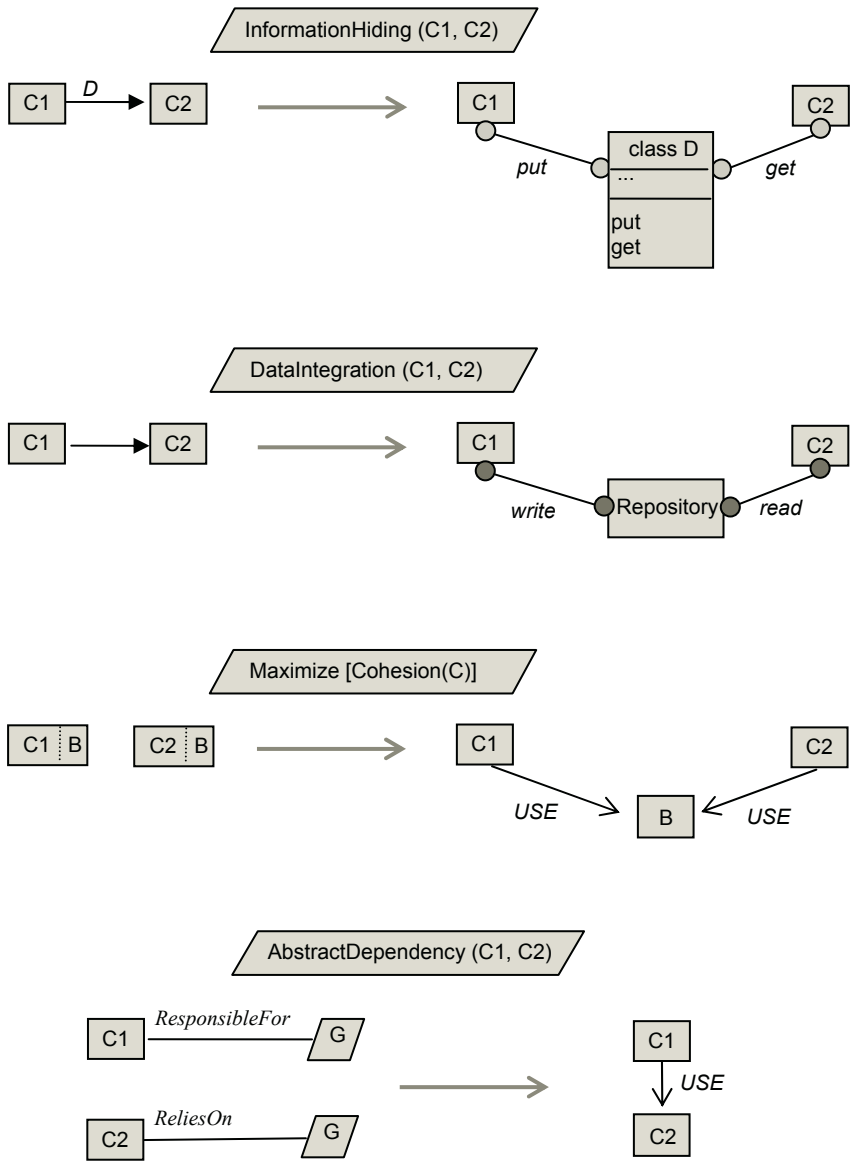 InformationHiding (C1, C2)
C1 D C2
C1 C2
put class D get
...
put
get
DataIntegration (C1, C2)
C1 C2
C1 C2
write Repository read
Maximize [Cohesion(C)]
C1 B C2 B
C1 C2
USE B USE
AbstractDependency (C1, C2)
C1 ResponsibleFor G
C2 ReliesOn G
C1
USE
C2